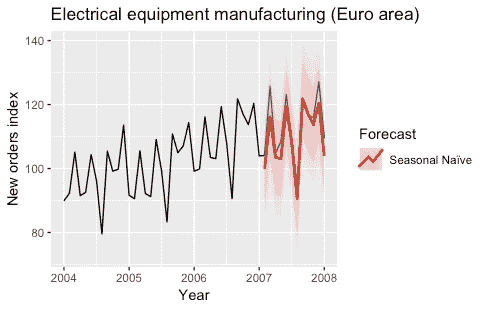 Electrical equipment manufacturing (Euro area)
140
120
100
80
New orders index
2004
2005
2006
2007
2008
Year
Forecast
Seasonal Naïve